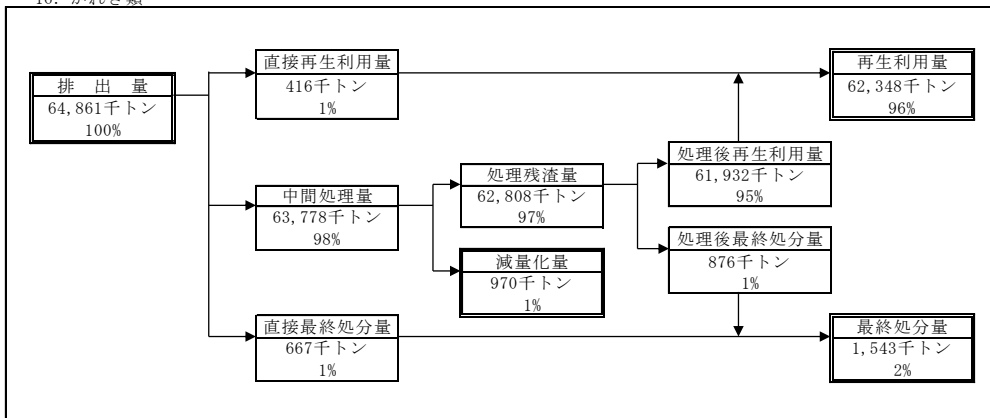 16. がれき類
排 出 量
64,861千トン
100%
直接再生利用量
416千トン
1%
再生利用量
62,348千トン
96%
中間処理量
63,778千トン
98%
処理残渣量
62,808千トン
97%
処理後再生利用量
61,932千トン
95%
減量化量
970千トン
1%
処理後最終処分量
876千トン
1%
直接最終処分量
667千トン
1%
最終処分量
1,543千トン
2%